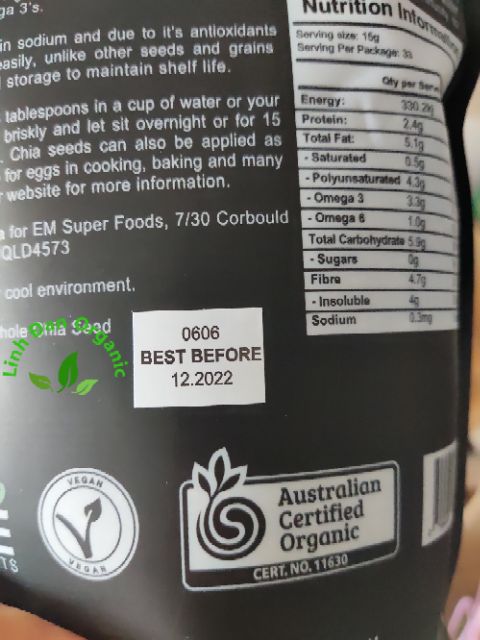 ga 3's.
in sodium and due to it's antioxidants
easily, unlike other seeds and grains
storage to maintain shelf life.
tablespoons in a cup of water or your
briskly and let sit overnight or for 15
. Chia seeds can also be applied as
for eggs in cooking, baking and many
website for more information.
for EM Super Foods, 7/30 Corbould
QLD4573
cool environment.
hole Chia Seed
Linh Dan Organic
0606
BEST BEFORE
12.2022
Nutrition Information
Serving size: 15g
Serving Per Package: 33
Qty per Serv
Energy: 330.2kj
Protein: 2.4g
Total Fat: 5.1g
- Saturated 0.5g
- Polyunsaturated 4.3g
- Omega 3 3.3g
- Omega 6 1.0g
Total Carbohydrate 5.9g
- Sugars 0g
Fibre 4.7g
- Insoluble 4g
Sodium 0.3mg
VEGAN
VEGAN
TS
Australian
Certified
Organic
CERT. NO. 11630